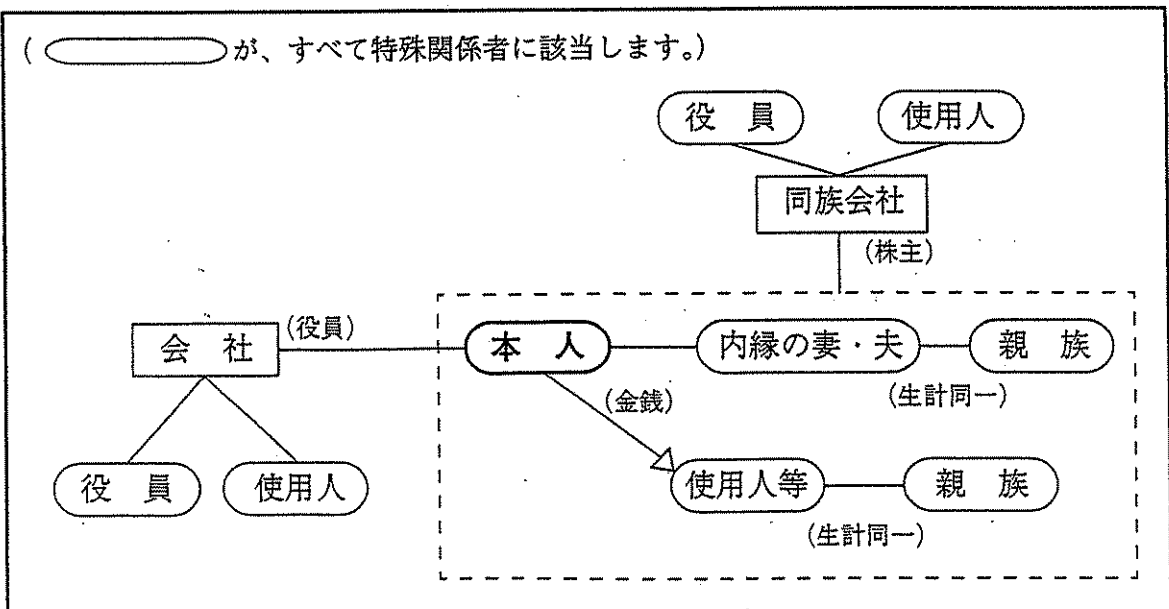 ( が、すべて特殊関係者に該当します。)
役 員
使用人
同族会社
(株主)
会 社
(役員)
本 人
内縁の妻・夫
親 族
(生計同一)
(金銭)
役 員
使用人
使用人等
親 族
(生計同一)